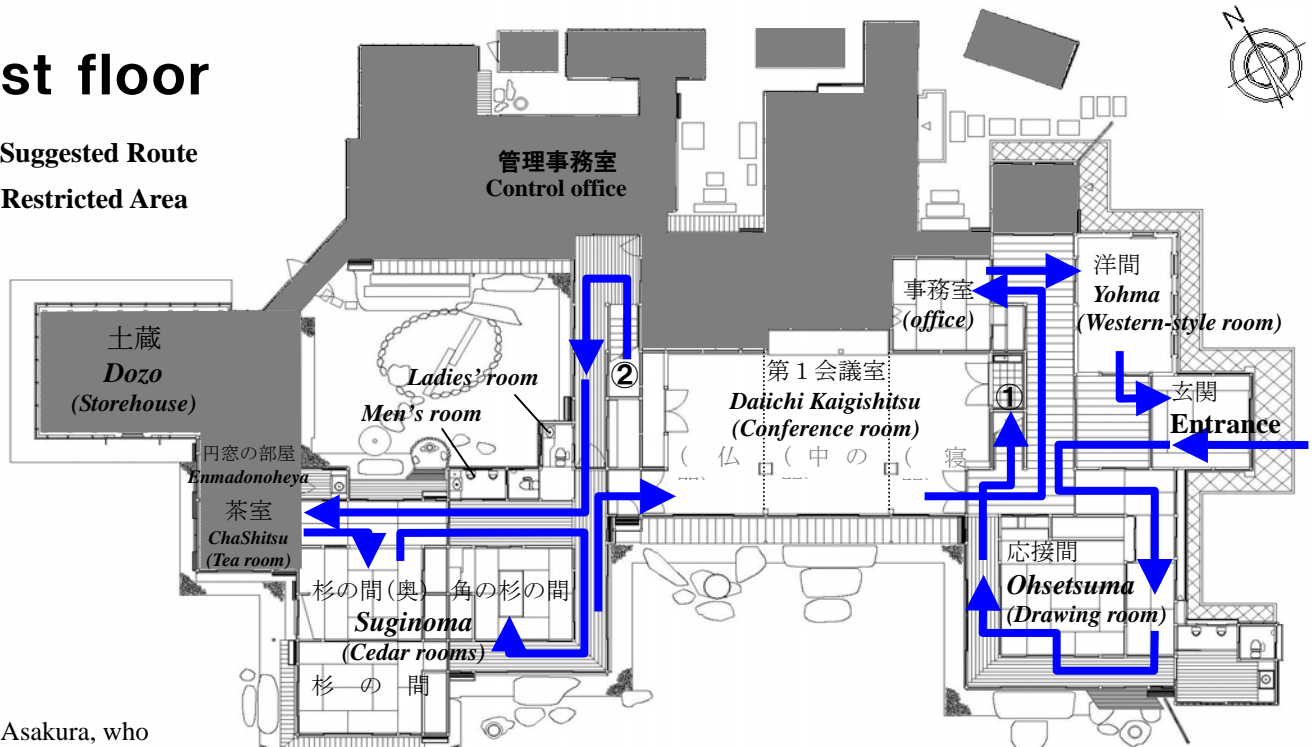 st floor
Suggested Route
Restricted Area
N
管理事務室
Control office
土蔵
Dozo
(Storehouse)
Ladies' room
Men's room
②
円窓の部屋
Enmadonoheya
茶室
ChaShitsu
(Tea room)
杉の間(奥)
角の杉の間
Suginoma
(Cedar rooms)
杉の間
第1会議室
Daiichi Kaigishitsu
(Conference room)
(仏
(中の
(寝
事務室
(office)
①
洋間
Yohma
(Western-style room)
玄関
Entrance
応接間
Ohsetsuma
(Drawing room)
Asakura, who